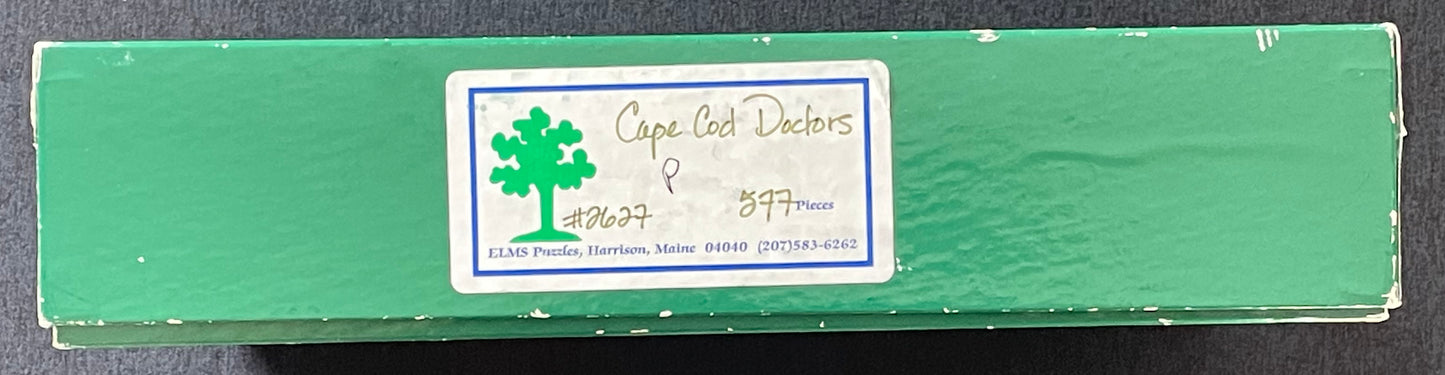 Cape Cod Doctors
P
#2627
577 Pieces
ELMS Puzzles, Harrison, Maine 04040 (207)583-6262